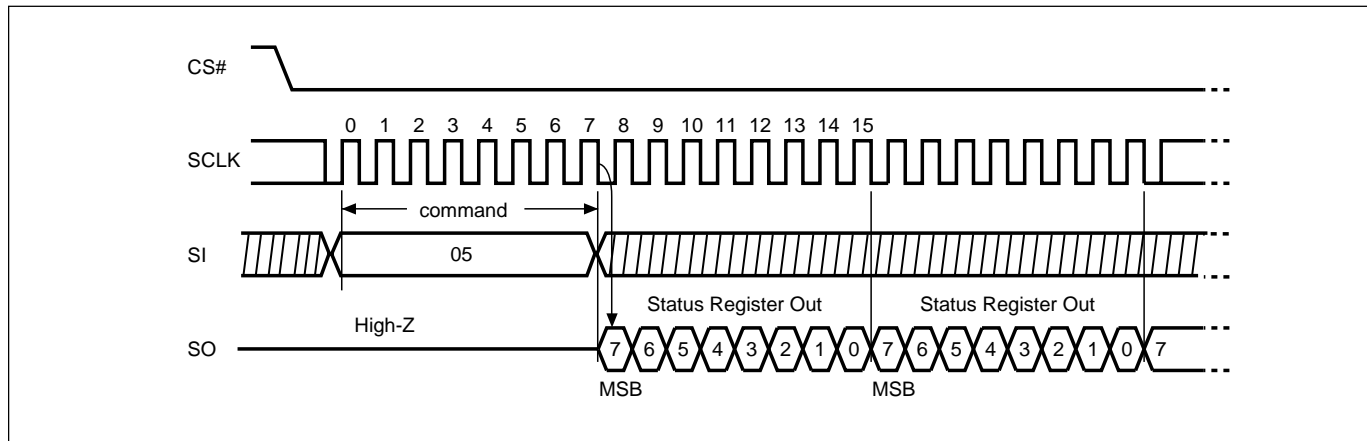 CS#
0 1 2 3 4 5 6 7 8 9 10 11 12 13 14 15
SCLK
command
SI
05
Status Register Out Status Register Out
High-Z
SO
7 6 5 4 3 2 1 0 7 6 5 4 3 2 1 0 7
MSB MSB